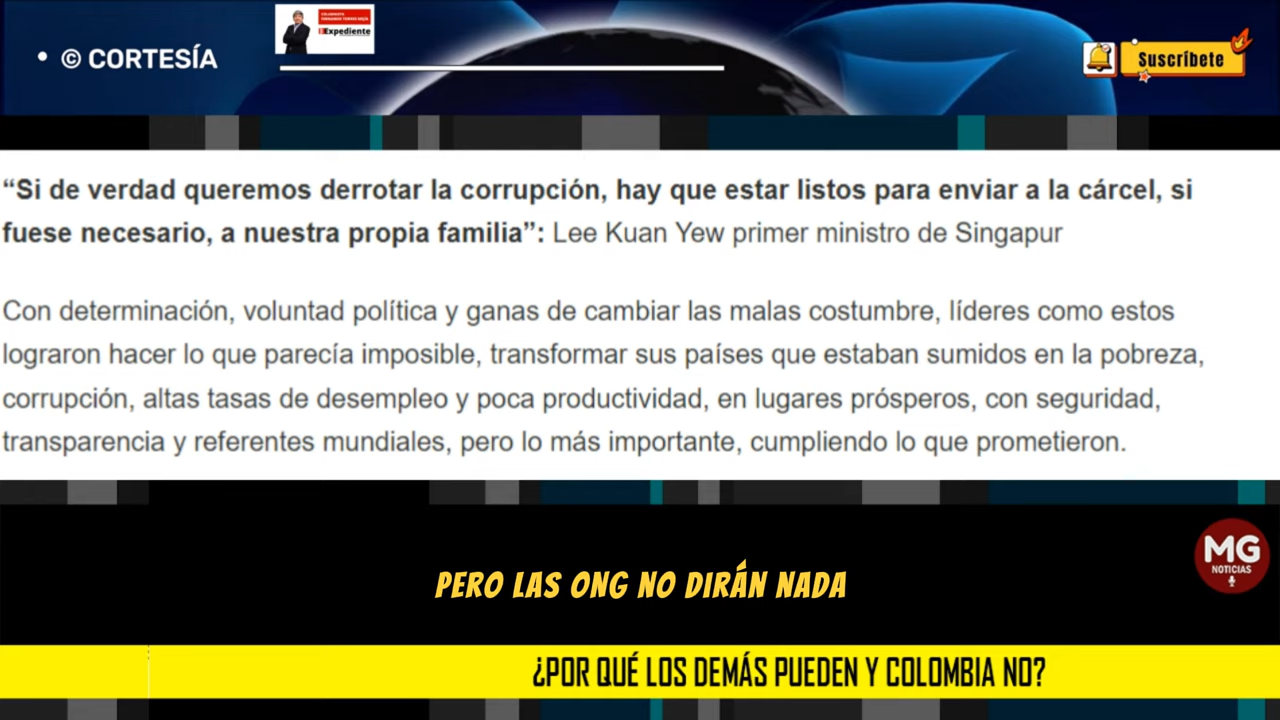 • © CORTESÍA
Expediente
Suscríbete
“Si de verdad queremos derrotar la corrupción, hay que estar listos para enviar a la cárcel, si
fuese necesario, a nuestra propia familia”: Lee Kuan Yew primer ministro de Singapur
Con determinación, voluntad política y ganas de cambiar las malas costumbre, líderes como estos
lograron hacer lo que parecía imposible, transformar sus países que estaban sumidos en la pobreza,
corrupción, altas tasas de desempleo y poca productividad, en lugares prósperos, con seguridad,
transparencia y referentes mundiales, pero lo más importante, cumpliendo lo que prometieron.
MG
NOTICIAS
PERO LAS ONG NO DIRÁN NADA
¿POR QUÉ LOS DEMÁS PUEDEN Y COLOMBIA NO?